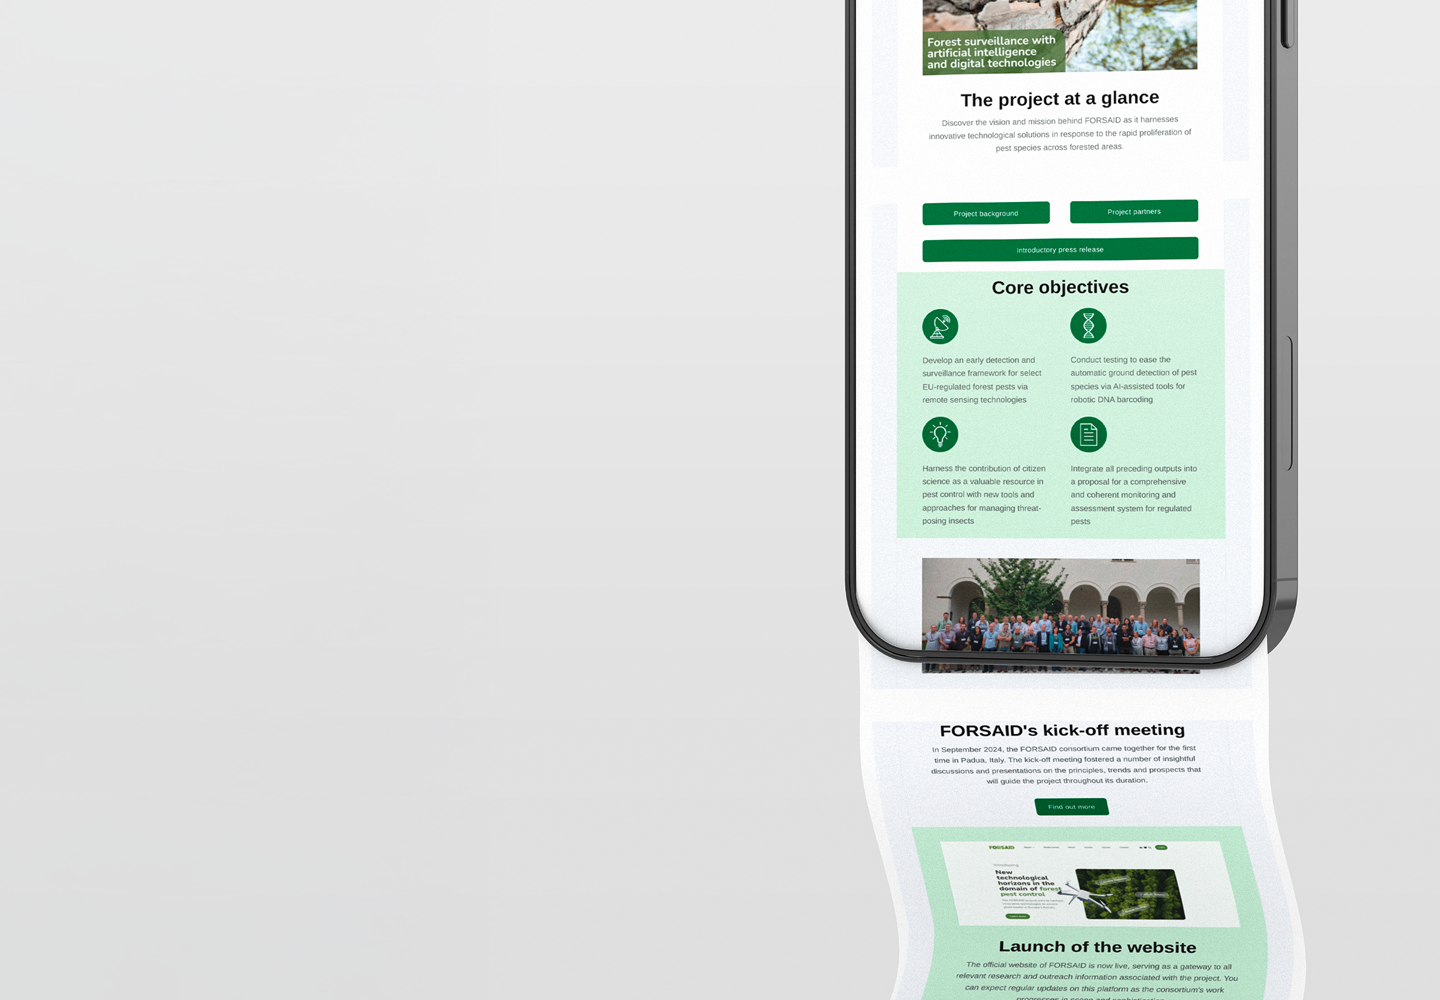 Forest surveillance with
artificial intelligence
and digital technologies
The project at a glance
Discover the vision and mission behind FORSAID as it harnesses
innovative technological solutions in response to the rapid proliferation of
pest species across forested areas.
Project background
Project partners
Introductory press release
Core objectives
Develop an early detection and
surveillance framework for select
EU-regulated forest pests via
remote sensing technologies
Conduct testing to ease the
automatic ground detection of pest
species via AI-assisted tools for
robotic DNA barcoding
Harness the contribution of citizen
science as a valuable resource in
pest control with new tools and
approaches for managing threat-
posing insects
Integrate all preceding outputs into
a proposal for a comprehensive
and coherent monitoring and
assessment system for regulated
pests
FORSAID's kick-off meeting
In September 2024, the FORSAID consortium came together for the first
time in Padua, Italy. The kick-off meeting fostered a number of insightful
discussions and presentations on the principles, trends and prospects that
will guide the project throughout its duration.
Find out more
FORSAID
New
technological
horizons in the
domain of forest
pest control
Launch of the website
The official website of FORSAID is now live, serving as a gateway to all
relevant research and outreach information associated with the project. You
can expect regular updates on this platform as the consortium's work